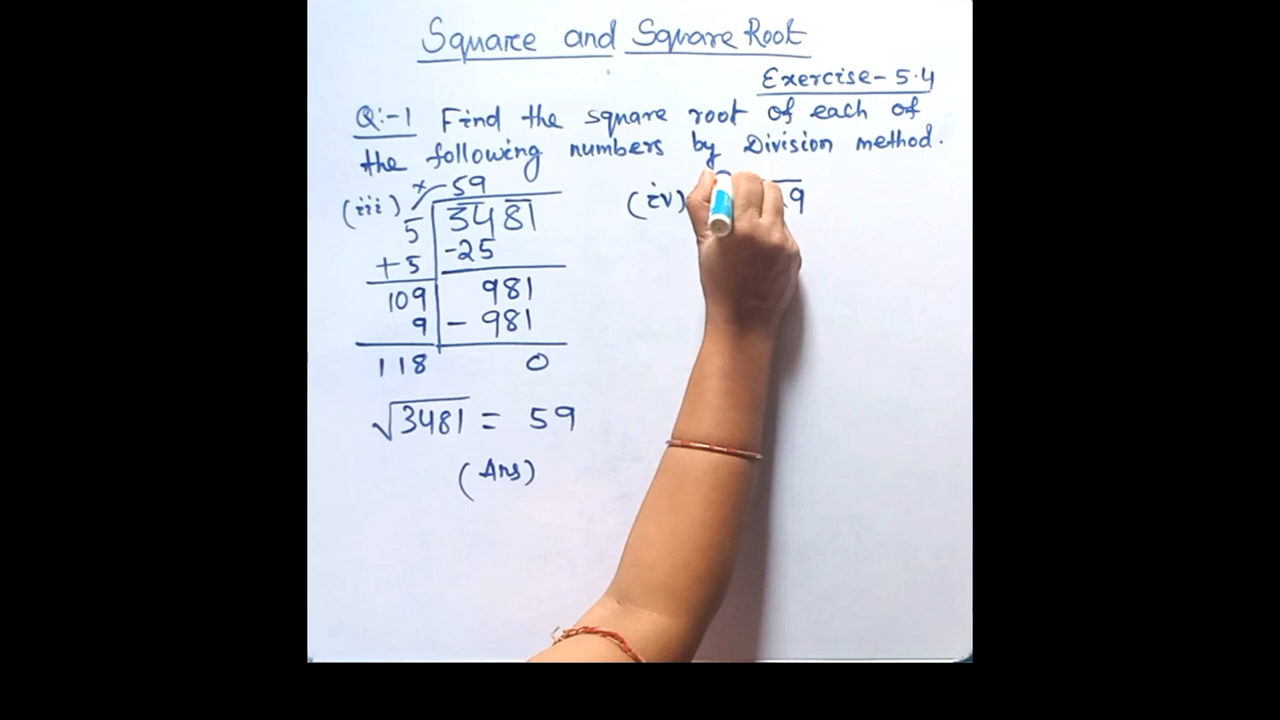 Square and Square Root
Exercise- 5.4
Q:-1 Find the square root of each of
the following numbers by Division method.
(iii) × 59
5 3481
+5 -25
109 981
9 - 981
118 0
√3481 = 59
(Ans)
(iv) 9